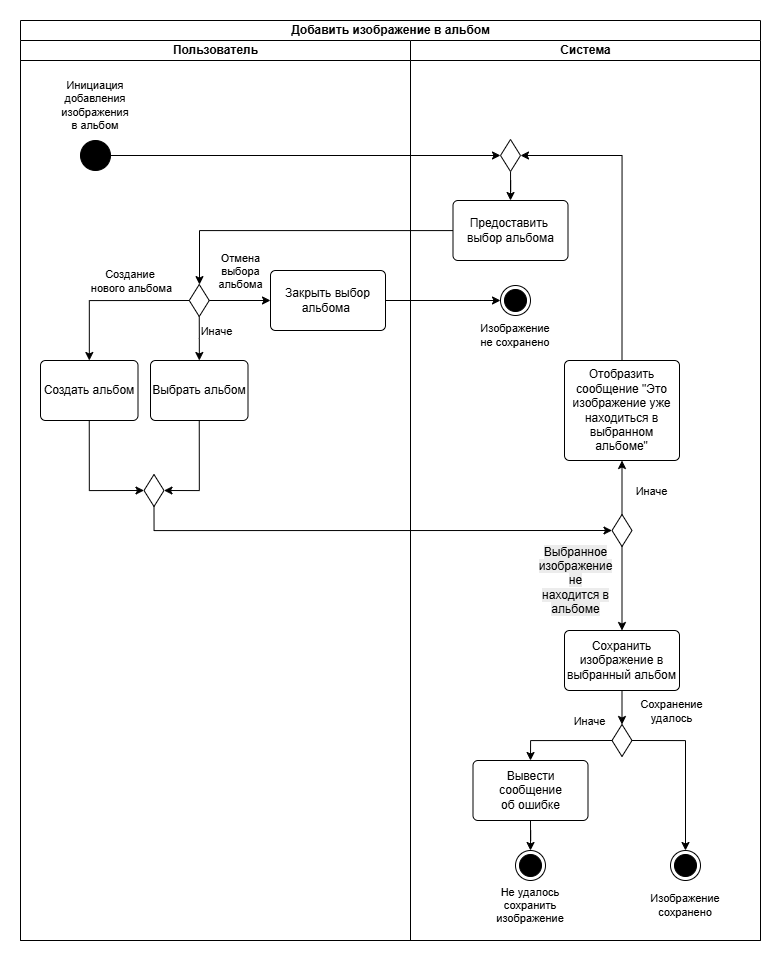 Добавить изображение в альбом
Пользователь
Система
Инициация
добавления
изображения
в альбом
Предоставить
выбор альбома
Отмена
выбора
альбома
Создание
нового альбома
Закрыть выбор
альбома
Иначе
Изображение
не сохранено
Создать альбом
Выбрать альбом
Отобразить
сообщение "Это
изображение уже
находиться в
выбранном
альбоме"
Иначе
Выбранное
изображение
не
находится в
альбоме
Сохранить
изображение в
выбранный альбом
Сохранение
удалось
Иначе
Вывести
сообщение
об ошибке
Не удалось
сохранить
изображение
Изображение
сохранено